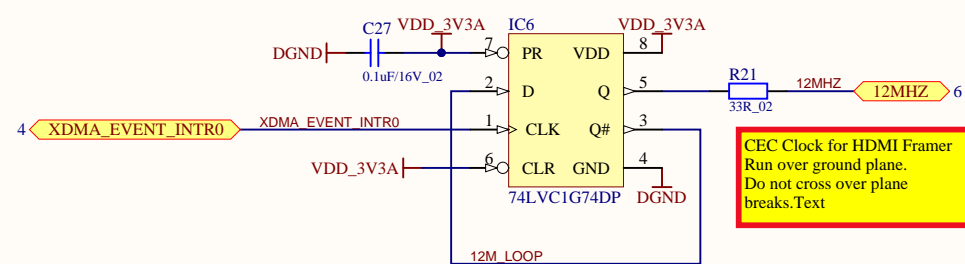 C27 VDD_3V3A IC6 VDD_3V3A
DGND 7 PR VDD 8
0.1uF/16V_02
R21
2 D Q 5 12MHZ 12MHZ 6
33R_02
4 XDMA_EVENT_INTR0 XDMA_EVENT_INTR0 1 CLK Q# 3
VDD_3V3A 6 CLR GND 4
74LVC1G74DP DGND
12M_LOOP
CEC Clock for HDMI Framer
Run over ground plane.
Do not cross over plane
breaks.Text